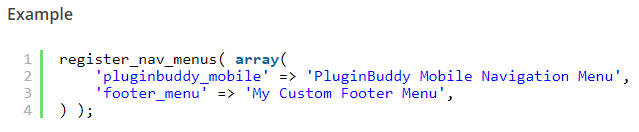 Example
1 register_nav_menus( array(
2 'pluginbuddy_mobile' => 'PluginBuddy Mobile Navigation Menu',
3 'footer_menu' => 'My Custom Footer Menu',
4 ) );